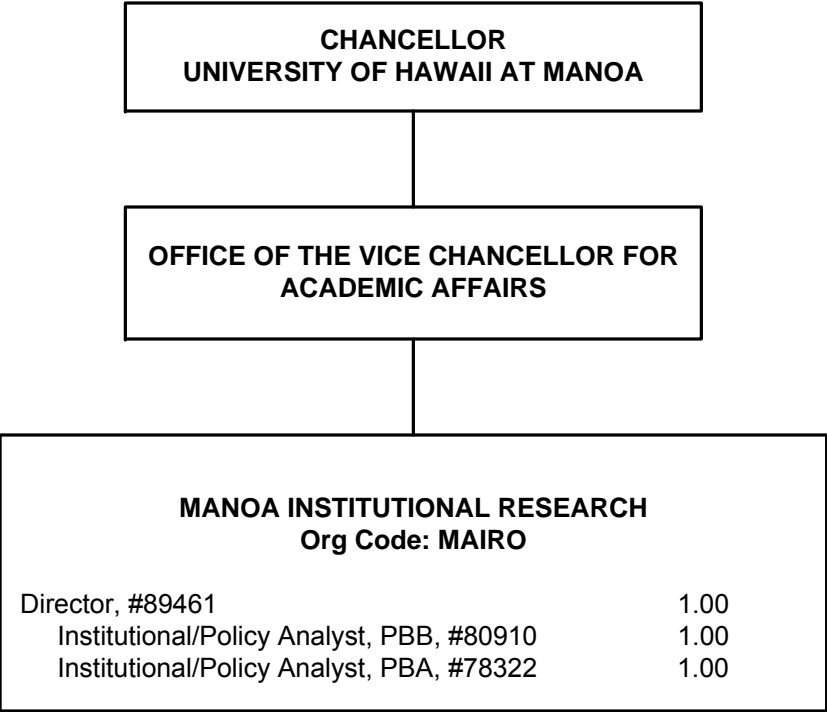 CHANCELLOR
UNIVERSITY OF HAWAII AT MANOA
OFFICE OF THE VICE CHANCELLOR FOR
ACADEMIC AFFAIRS
MANOA INSTITUTIONAL RESEARCH
Org Code: MAIRO
Director, #89461 1.00
Institutional/Policy Analyst, PBB, #80910 1.00
Institutional/Policy Analyst, PBA, #78322 1.00